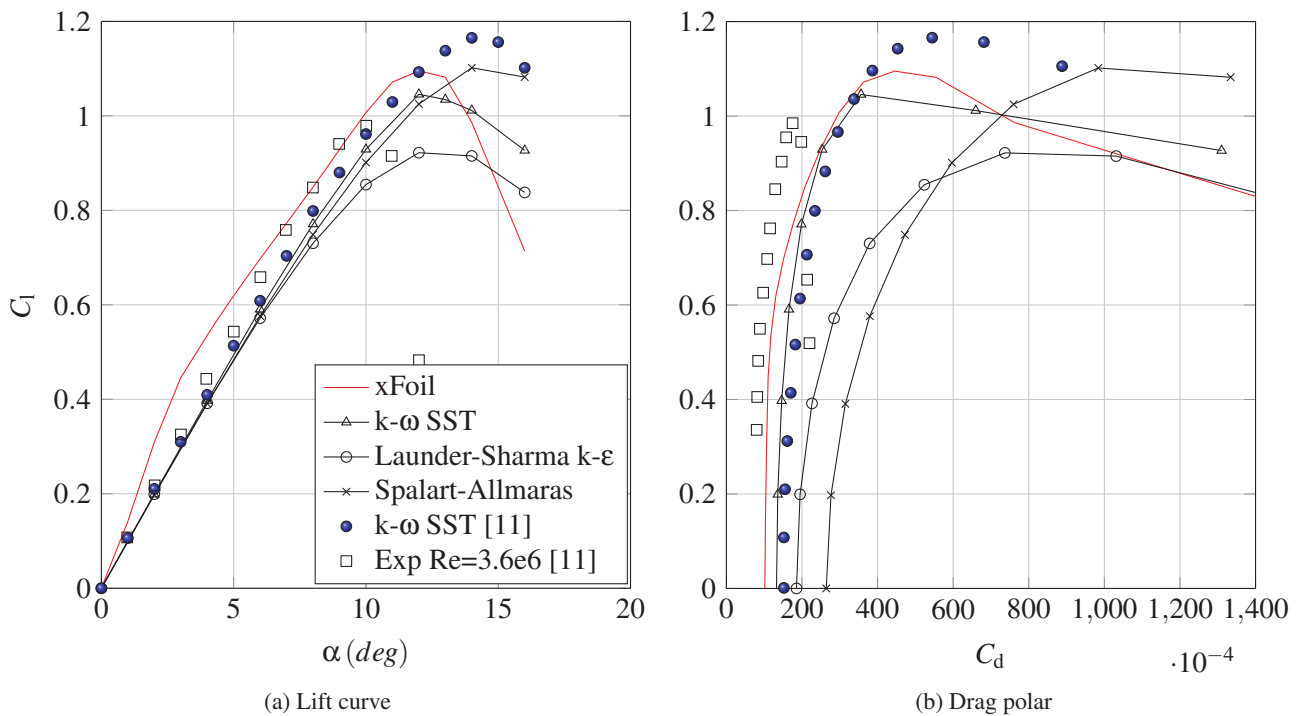 1.2
1
0.8
0.6
0.4
0.2
0
0
5
10
15
20
C_l
α (deg)
xFoil
k-ω SST
Launder-Sharma k-ε
Spalart-Allmaras
k-ω SST [11]
Exp Re=3.6e6 [11]
(a) Lift curve
1.2
1
0.8
0.6
0.4
0.2
0
0
200
400
600
800
1,000
1,200
1,400
C_d
·10⁻⁴
(b) Drag polar